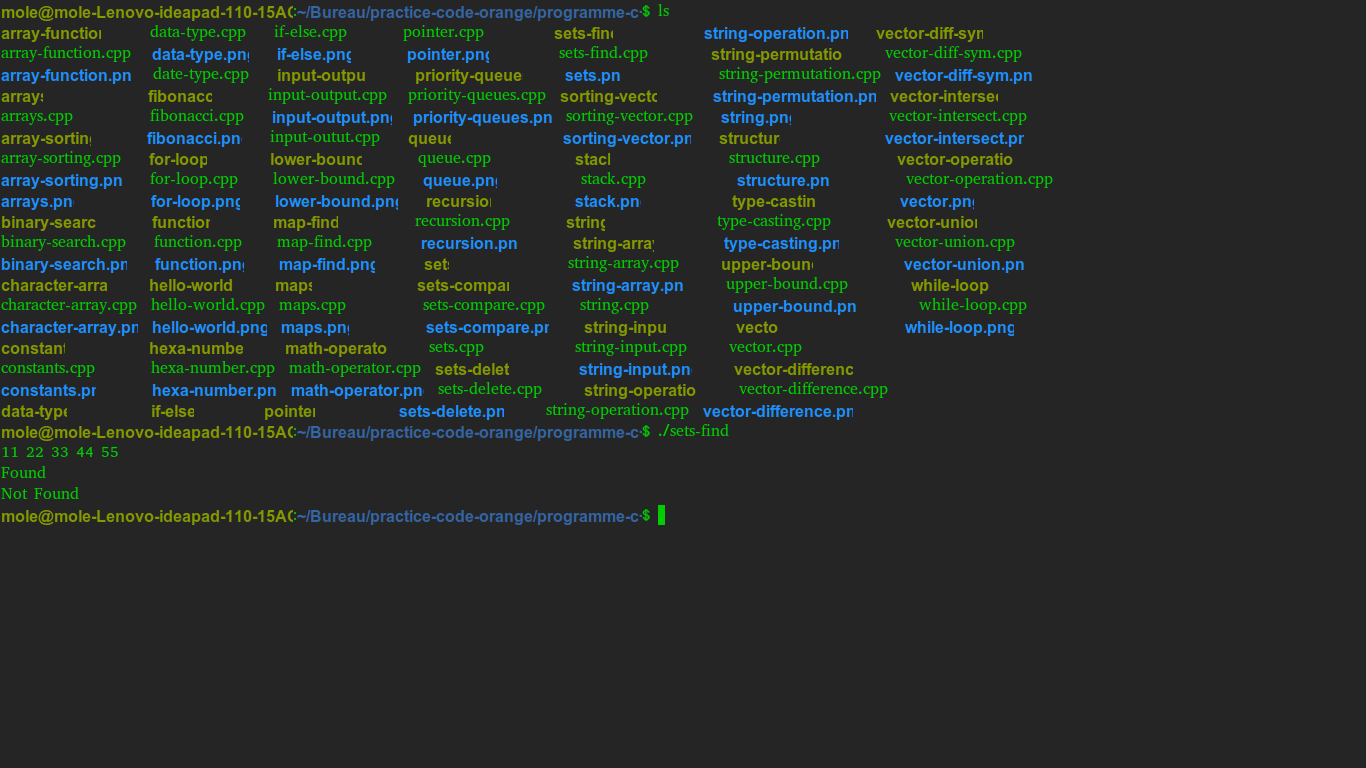 mole@mole-Lenovo-ideapad-110-15AC:~/Bureau/practice-code-orange/programme-c$ ls
array-function data-type.cpp if-else.cpp pointer.cpp sets-find string-operation.pn vector-diff-sym
array-function.cpp data-type.png if-else.png pointer.png sets-find.cpp string-permutatio vector-diff-sym.cpp
array-function.pn date-type.cpp input-outpu priority-queue sets.pn string-permutation.cpp vector-diff-sym.pn
arrays fibonacc input-output.cpp priority-queues.cpp sorting-vecto string-permutation.pn vector-intersec
arrays.cpp fibonacci.cpp input-output.png priority-queues.pn sorting-vector.cpp string.png vector-intersect.cpp
array-sorting fibonacci.pn input-outut.cpp queue sorting-vector.pn structur vector-intersect.pr
array-sorting.cpp for-loop lower-bound queue.cpp stack structure.cpp vector-operatio
array-sorting.pn for-loop.cpp lower-bound.cpp queue.png stack.cpp structure.pn vector-operation.cpp
arrays.pn for-loop.png lower-bound.png recursion stack.pn type-castin vector.png
binary-searc function map-find recursion.cpp string type-casting.cpp vector-union
binary-search.cpp function.cpp map-find.cpp recursion.pn string-array type-casting.pn vector-union.cpp
binary-search.pn function.png map-find.png sets string-array.cpp upper-boun vector-union.pn
character-arra hello-world maps sets-compar string-array.pn upper-bound.cpp while-loop
character-array.cpp hello-world.cpp maps.cpp sets-compare.cpp string.cpp upper-bound.pn while-loop.cpp
character-array.pn hello-world.png maps.png sets-compare.pr string-inpu vecto while-loop.png
constant hexa-numbe math-operato sets.cpp string-input.cpp vector.cpp
constants.cpp hexa-number.cpp math-operator.cpp sets-delet string-input.pn vector-differenc
constants.pr hexa-number.pn math-operator.pn sets-delete.cpp string-operatio vector-difference.cpp
data-type if-else pointer sets-delete.pn string-operation.cpp vector-difference.pn
mole@mole-Lenovo-ideapad-110-15AC:~/Bureau/practice-code-orange/programme-c$ ./sets-find
11 22 33 44 55
Found
Not Found
mole@mole-Lenovo-ideapad-110-15AC:~/Bureau/practice-code-orange/programme-c$